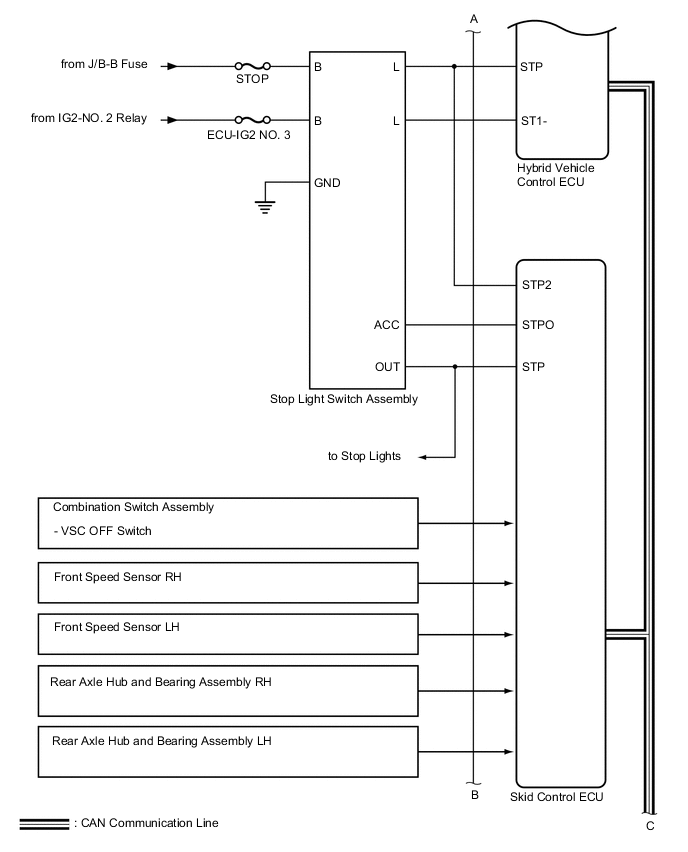 A
from J/B-B Fuse
STOP
B
L
STP
from IG2-NO. 2 Relay
ECU-IG2 NO. 3
B
L
ST1-
Hybrid Vehicle
Control ECU
GND
STP2
ACC
STPO
OUT
STP
Stop Light Switch Assembly
to Stop Lights
Combination Switch Assembly
- VSC OFF Switch
Front Speed Sensor RH
Front Speed Sensor LH
Rear Axle Hub and Bearing Assembly RH
Rear Axle Hub and Bearing Assembly LH
B
Skid Control ECU
: CAN Communication Line
C